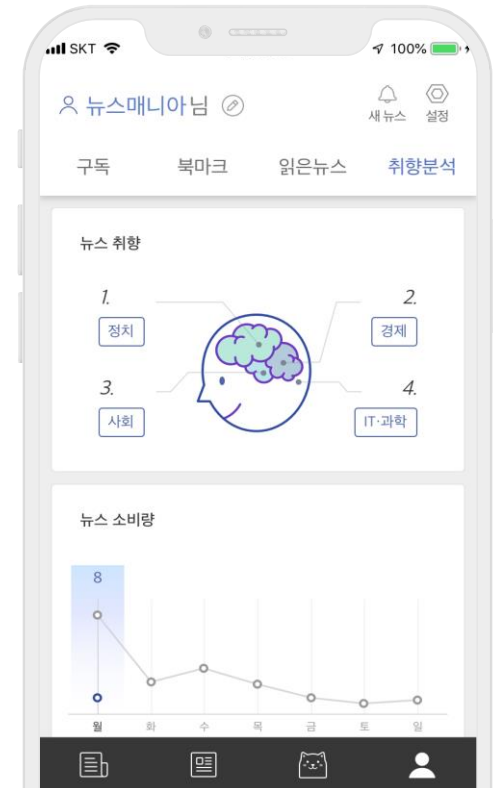 SKT 100%
뉴스매니아님
새 뉴스 설정
구독 북마크 읽은뉴스 취향분석
뉴스 취향
1. 2.
정치 경제
3. 4.
사회 IT·과학
뉴스 소비량
8
월 화 수 목 금 토 일